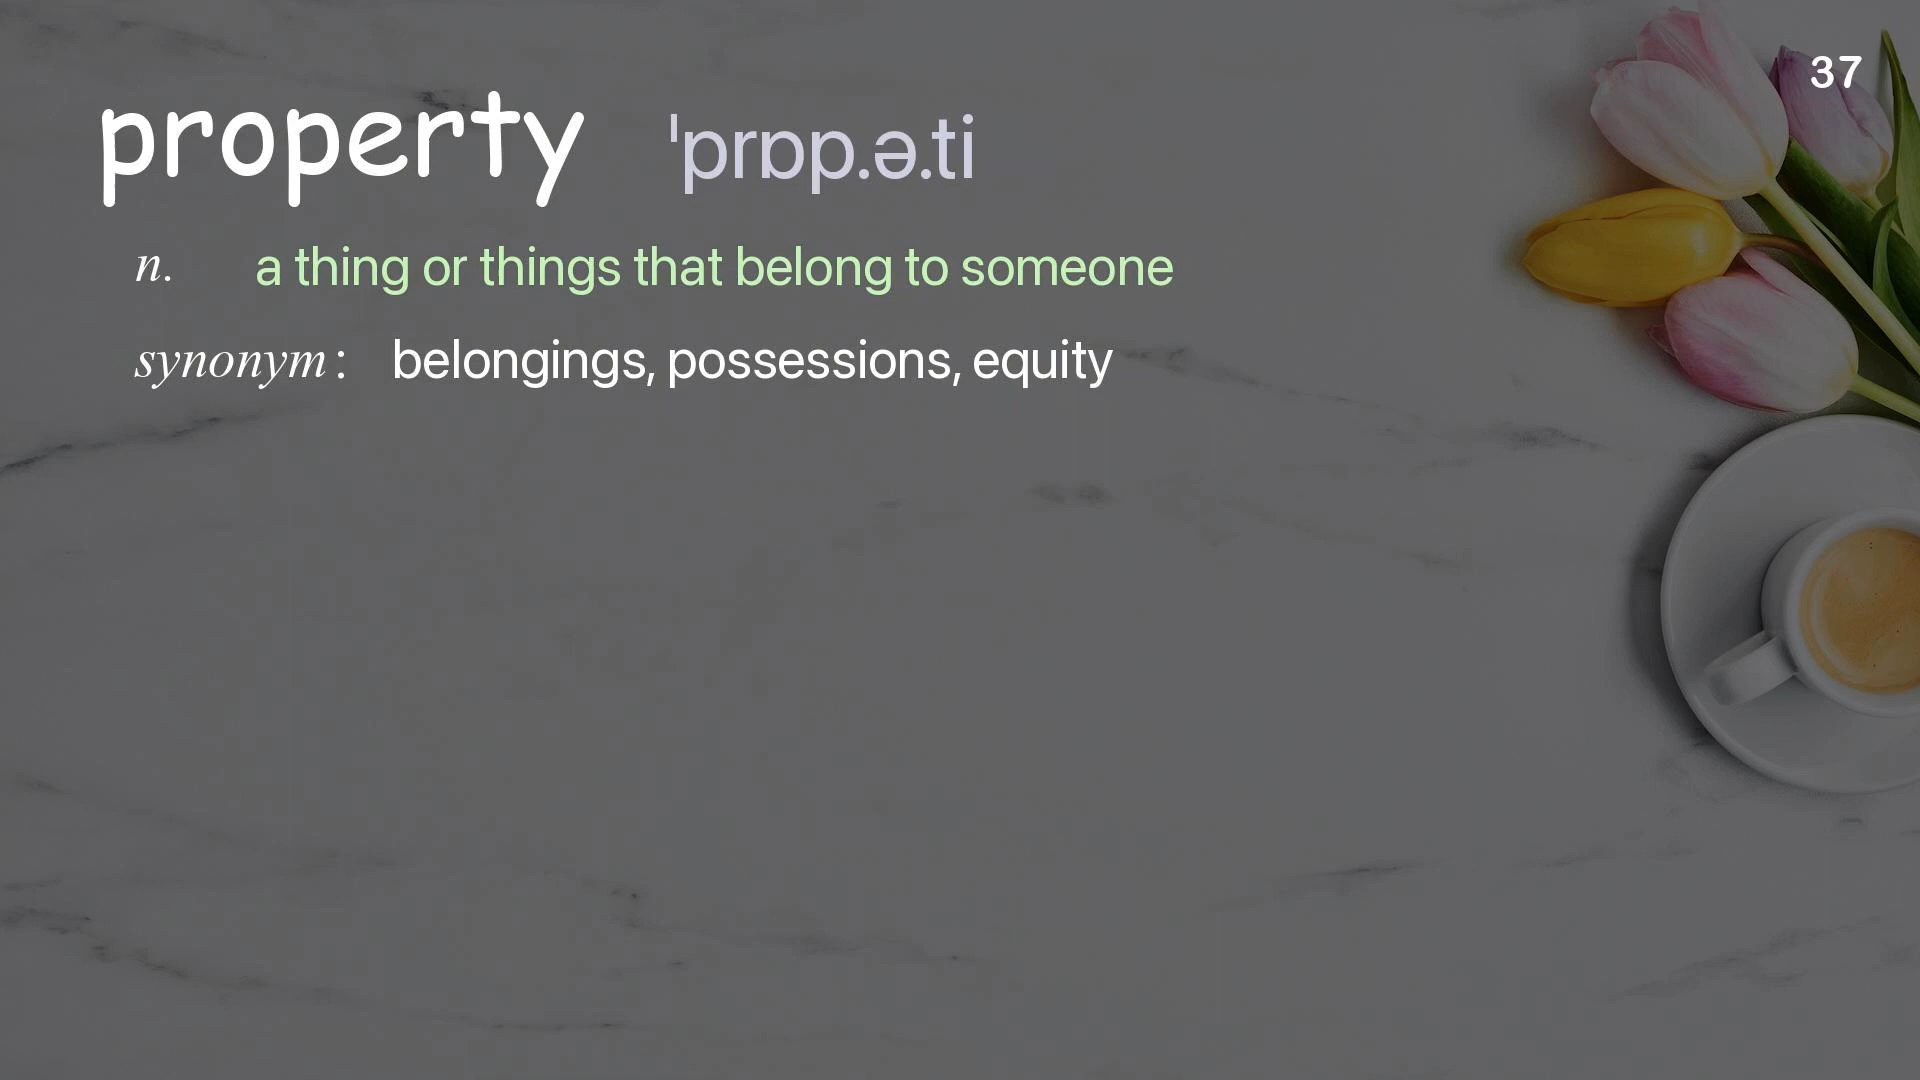 37
property ˈprɒp.ə.ti
n. a thing or things that belong to someone
synonym: belongings, possessions, equity